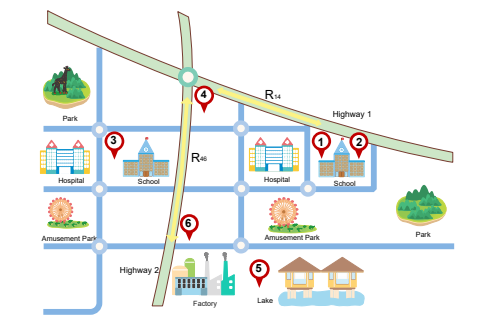 4
R14
Highway 1
Park
3
1
2
R46
Hospital
School
Hospital
School
Amusement Park
6
Amusement Park
Park
Highway 2
5
Factory
Lake